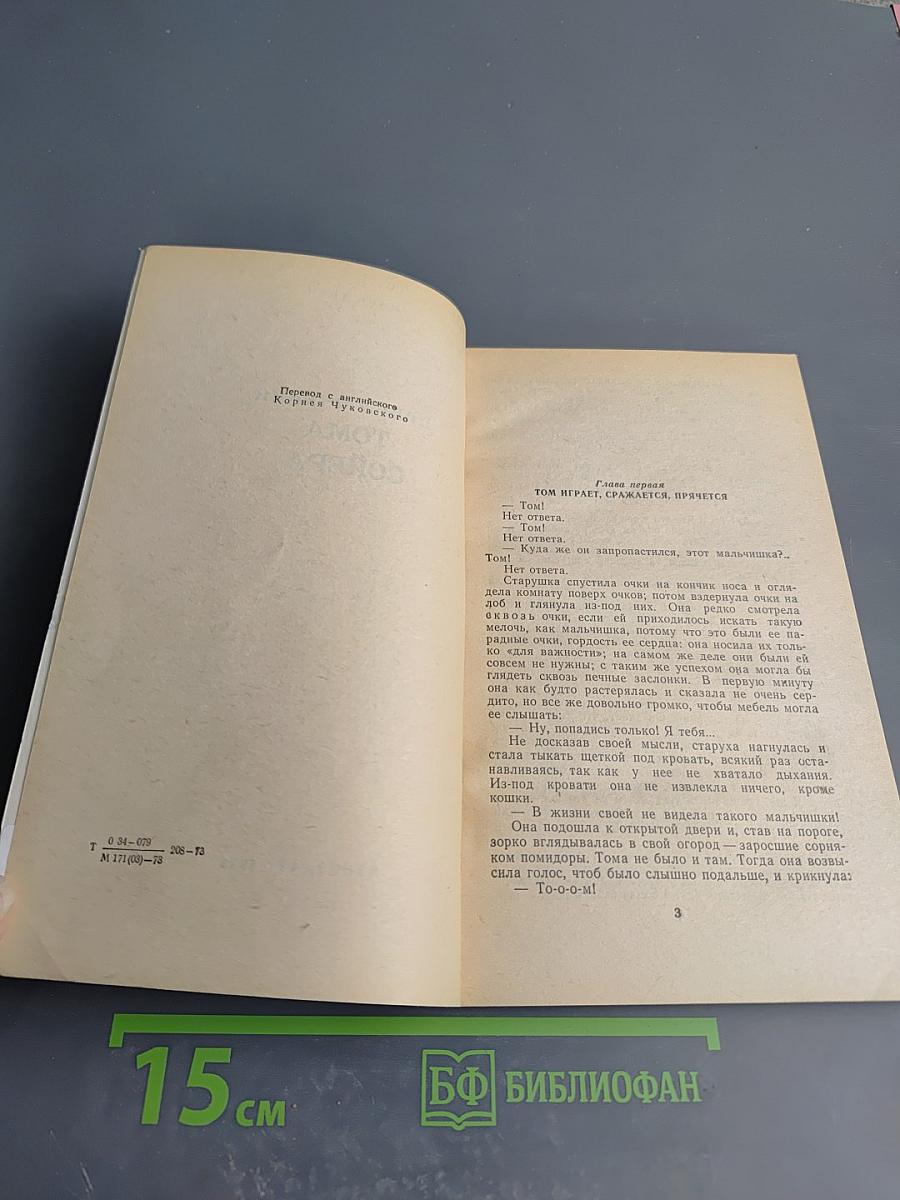 Перевод с английского
Корнея Чуковского
Т 0 34—079 208—73
М 171(03)—73
Глава первая
ТОМ ИГРАЕТ, СРАЖАЕТСЯ, ПРЯЧЕТСЯ
— Том!
Нет ответа.
— Том!
Нет ответа.
— Куда же он запропастился, этот мальчишка?..
Том!
Нет ответа.
Старушка спустила очки на кончик носа и огля-
дела комнату поверх очков; потом вздернула очки на
лоб и глянула из-под них. Она редко смотрела
сквозь очки, если ей приходилось искать такую
мелочь, как мальчишка, потому что это были ее па-
радные очки, гордость ее сердца: она носила их толь-
ко «для важности»; на самом же деле они были ей
совсем не нужны; с таким же успехом она могла бы
глядеть сквозь печные заслонки. В первую минуту
она как будто растерялась и сказала не очень сер-
дито, но все же довольно громко, чтобы мебель могла
ее слышать:
— Ну, попадись только! Я тебя...
Не досказав своей мысли, старуха нагнулась и
стала тыкать щеткой под кровать, всякий раз оста-
навливаясь, так как у нее не хватало дыхания.
Из-под кровати она не извлекла ничего, кроме
кошки.
— В жизни своей не видела такого мальчишки!
Она подошла к открытой двери и, став на пороге,
зорко вглядывалась в свой огород — заросшие сорня-
ком помидоры. Тома не было и там. Тогда она возвы-
сила голос, чтоб было слышно подальше, и крикнула:
— То-о-о-м!
3
15 см
БФ БИБЛИОФАН